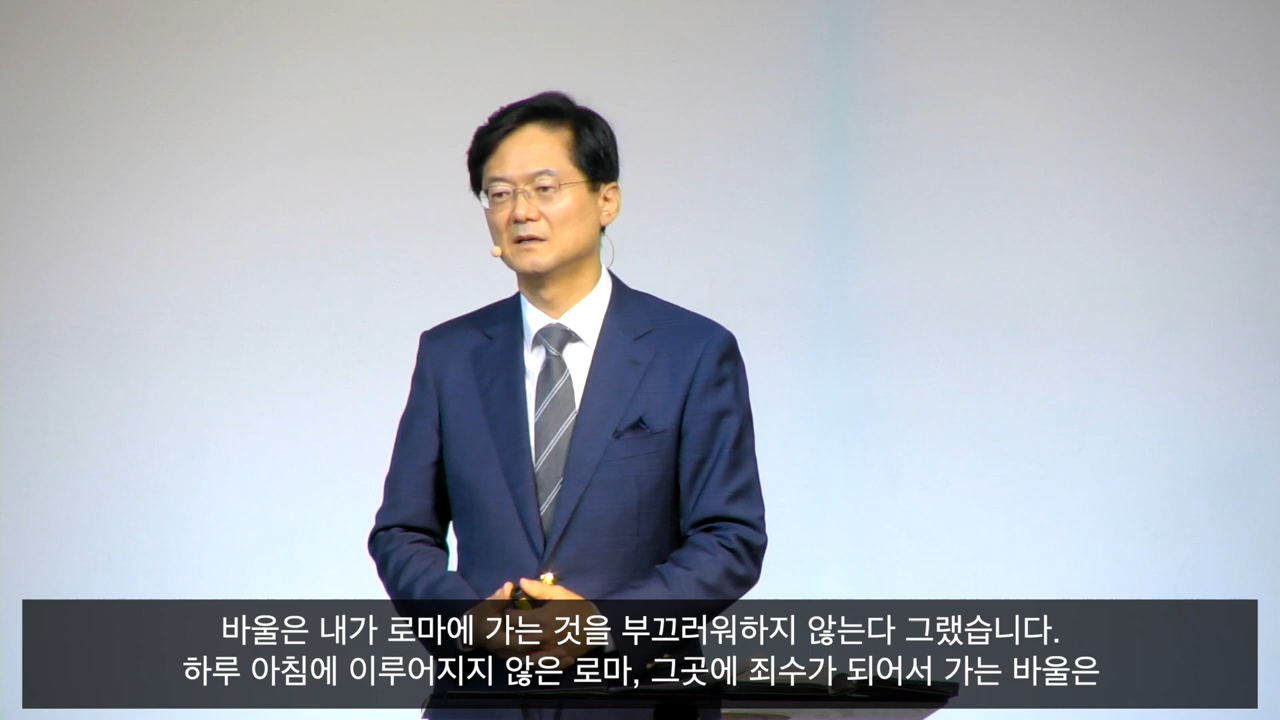 바울은 내가 로마에 가는 것을 부끄러워하지 않는다 그랬습니다.
하루 아침에 이루어지지 않은 로마, 그곳에 죄수가 되어서 가는 바울은